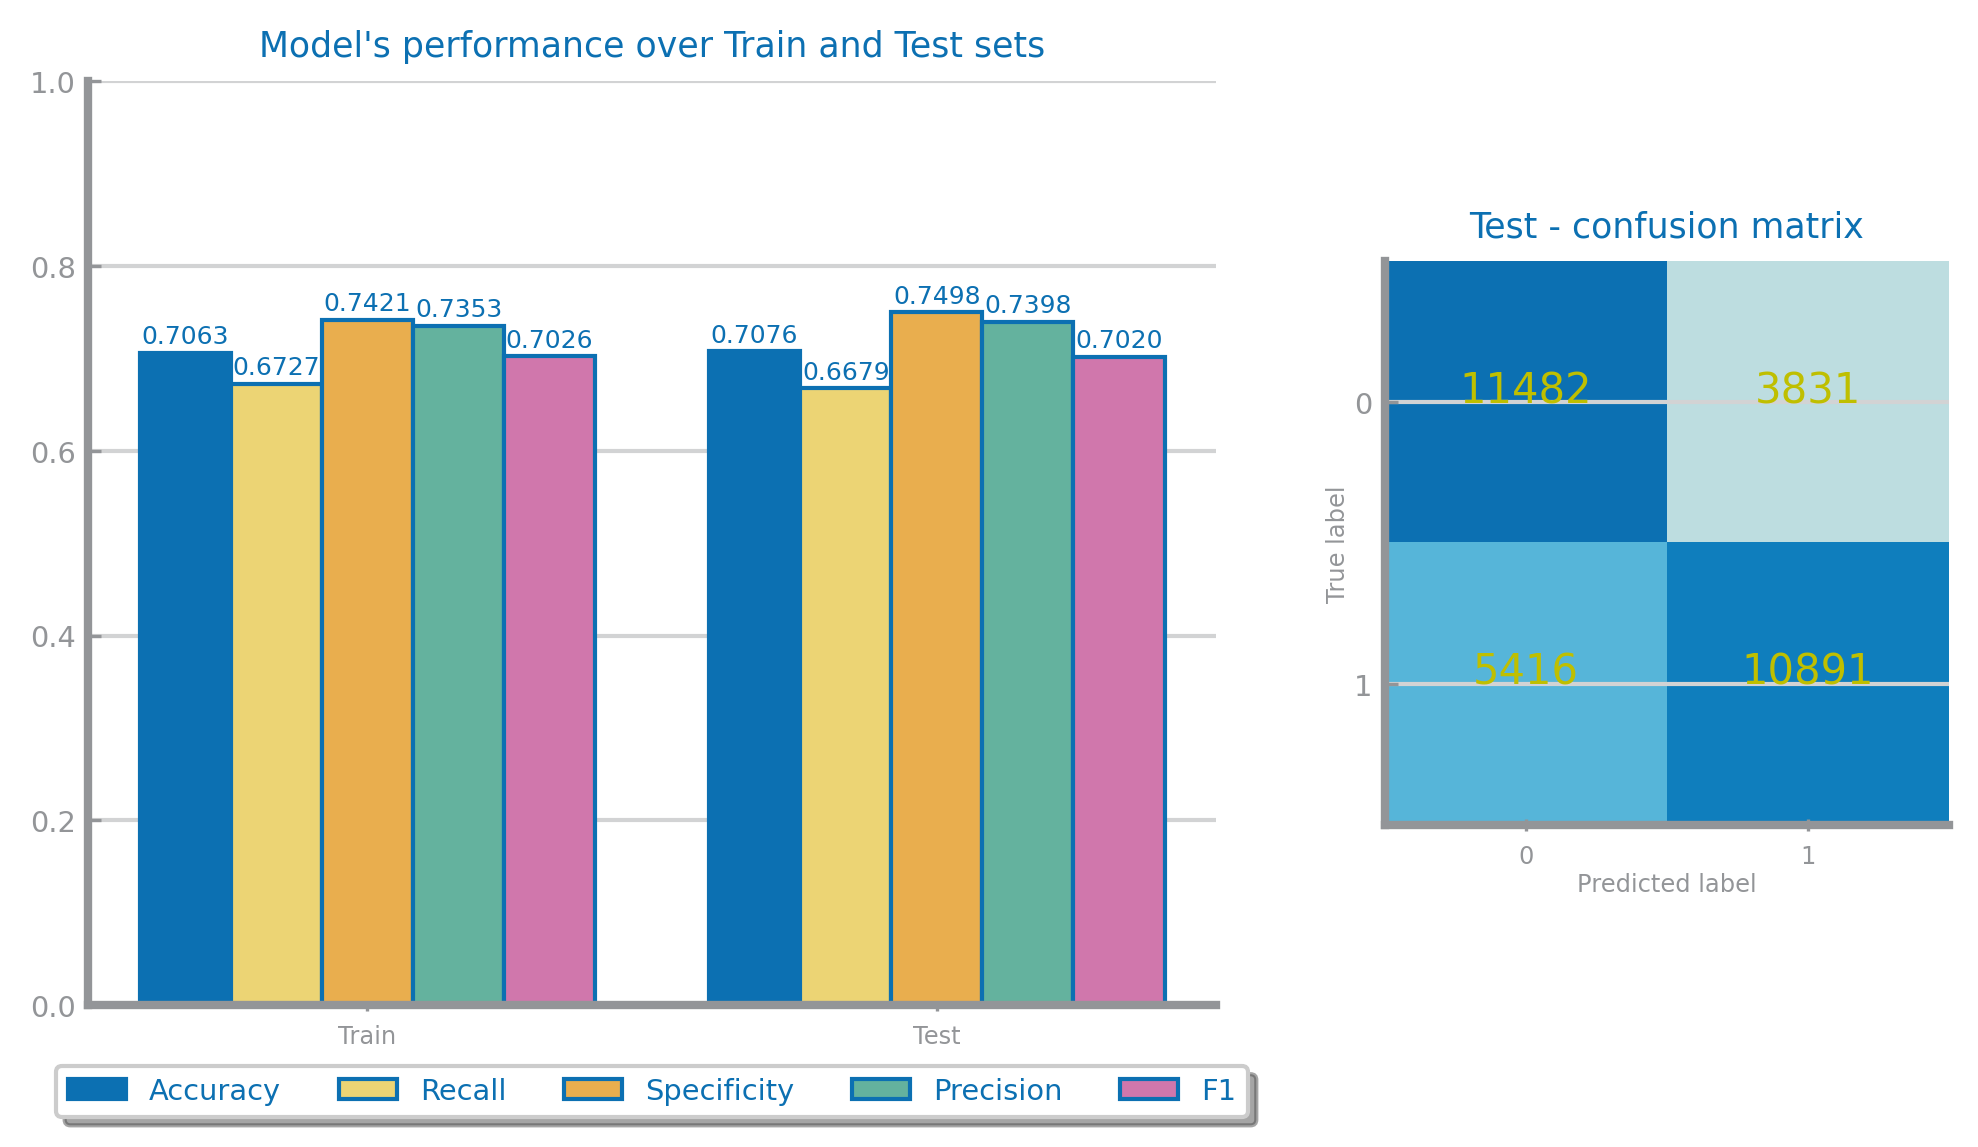 Model's performance over Train and Test sets
1.0
0.8
0.6
0.4
0.2
0.0
0.7063
0.6727
0.7421
0.7353
0.7026
0.7076
0.6679
0.7498
0.7398
0.7020
Train
Test
Accuracy
Recall
Specificity
Precision
F1
Test - confusion matrix
True label
0
11482
3831
1
5416
10891
0
1
Predicted label